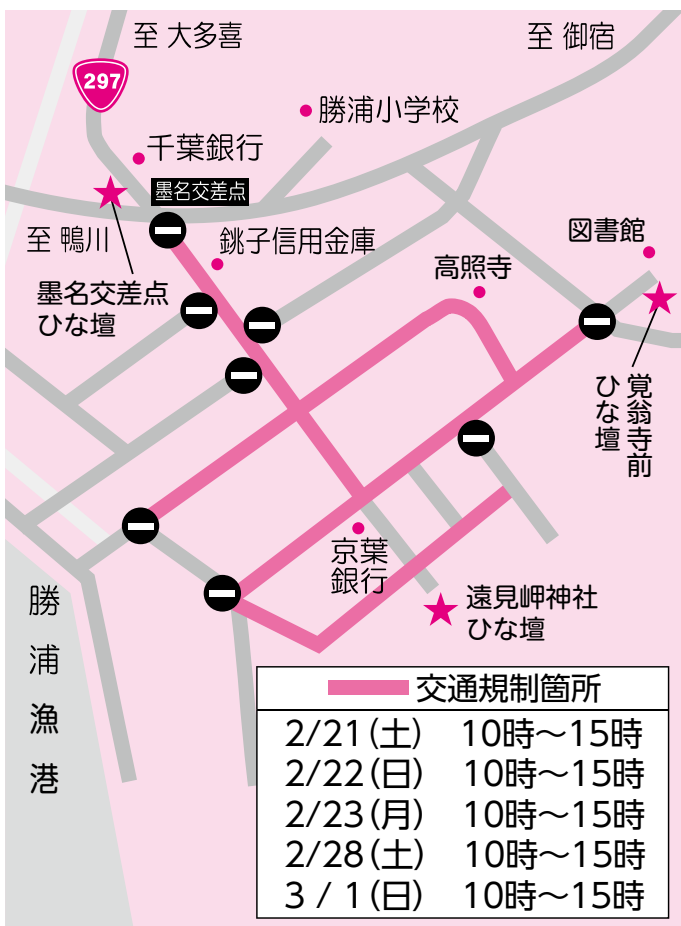 至 大多喜
至 御宿
297
勝浦小学校
千葉銀行
墨名交差点
至 鴨川
銚子信用金庫
図書館
高照寺
墨名交差点
ひな壇
覚翁寺前
ひな壇
京葉
銀行
遠見岬神社
ひな壇
勝浦漁港
交通規制箇所
2/21(土) 10時～15時
2/22(日) 10時～15時
2/23(月) 10時～15時
2/28(土) 10時～15時
3/1(日) 10時～15時